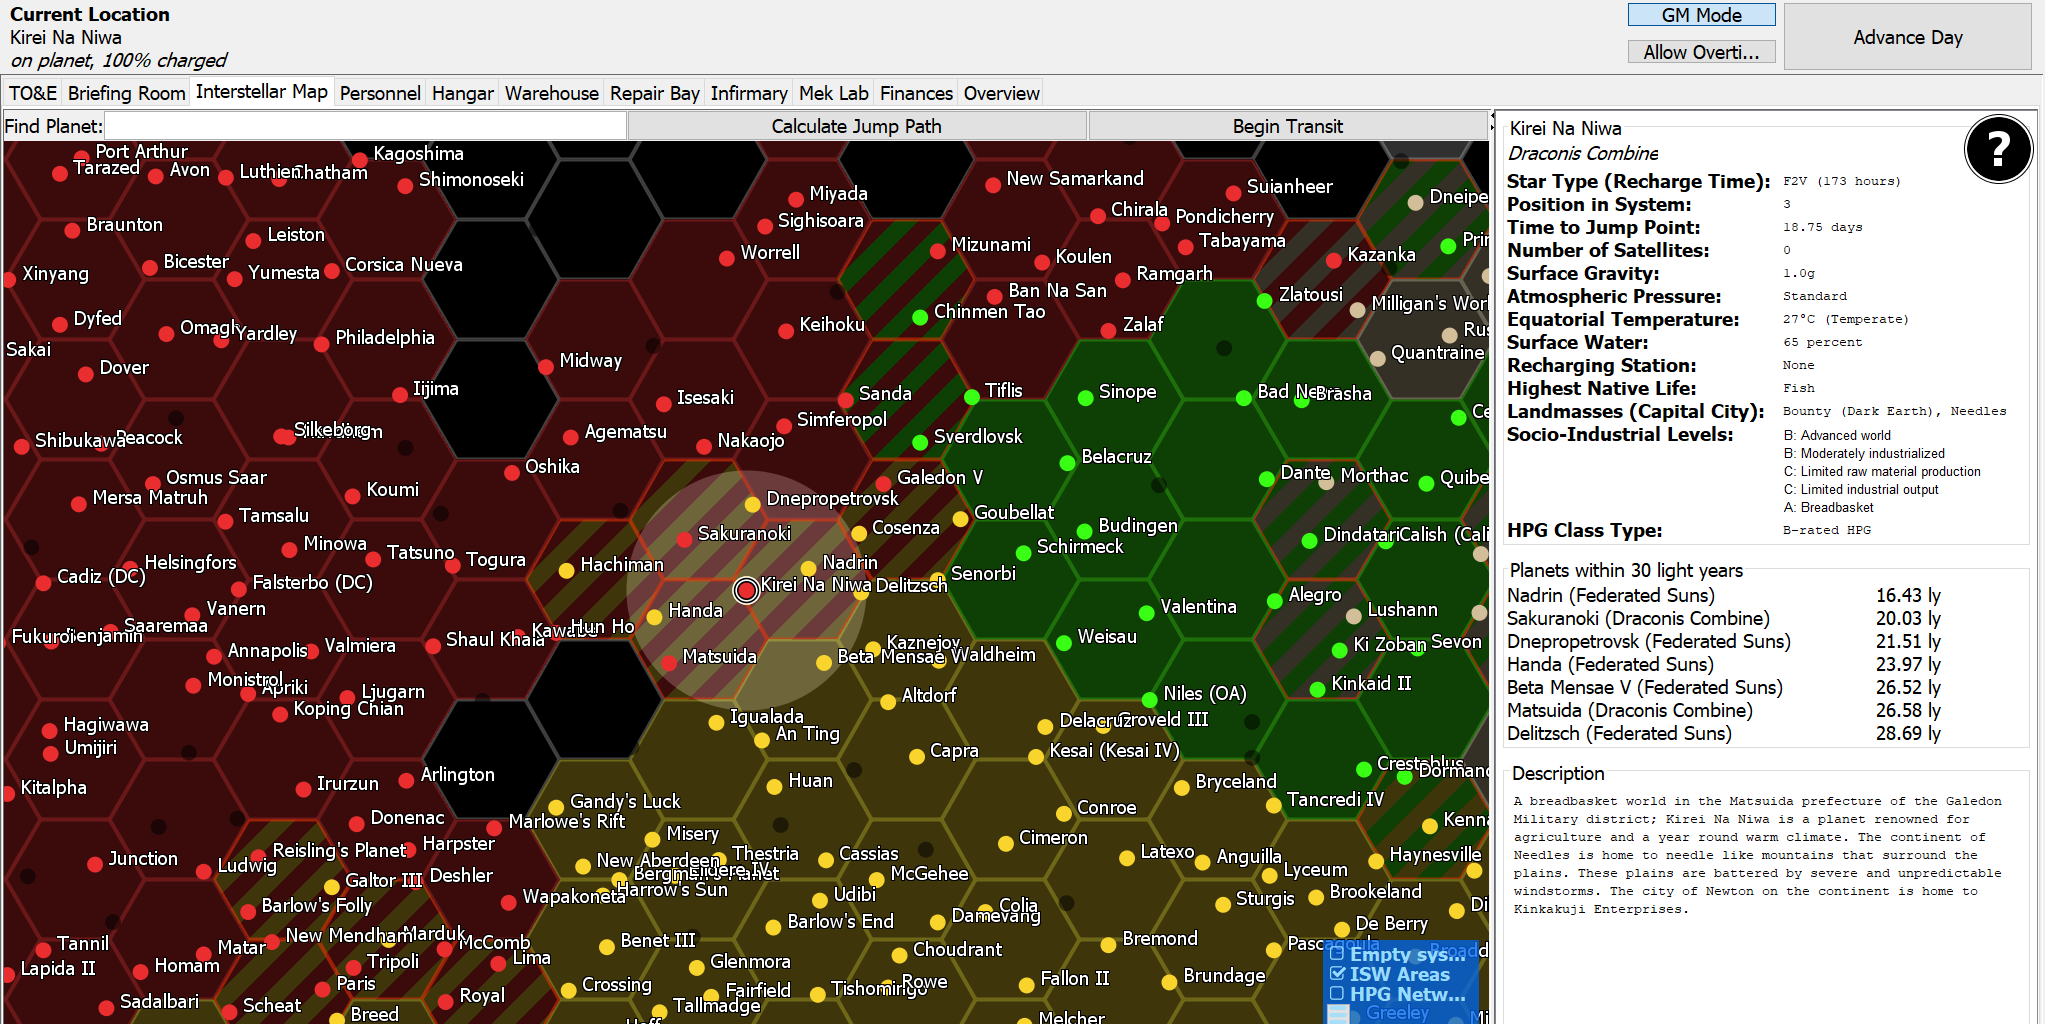 Current Location
Kirei Na Niwa
on planet, 100% charged
GM Mode
Allow Overti...
Advance Day
TO&E Briefing Room Interstellar Map Personnel Hangar Warehouse Repair Bay Infirmary Mek Lab Finances Overview
Find Planet: Calculate Jump Path Begin Transit
Port Arthur
Tarazed
Avon
Luthien
Chatham
Kagoshima
Shimonoseki
Miyada
Sighisoara
New Samarkand
Suianheer
Chirala
Pondicherry
Tabayama
Braunton
Leiston
Worrell
Mizunami
Koulen
Kazanka
Xinyang
Bicester
Yumesta
Corsica Nueva
Ramgarh
Ban Na San
Zlatousi
Chinmen Tao
Dyfed
Yardley
Philadelphia
Keihoku
Zalaf
Sakai
Dover
Midway
Quantraine
Iijima
Isesaki
Sanda
Tiflis
Sinope
Brasha
Simferopol
Shibukawa
Peacock
Silkeborg
Agematsu
Nakaojo
Sverdlovsk
Belacruz
Osmus Saar
Oshika
Galedon V
Dante
Morthac
Mersa Matruh
Koumi
Dnepropetrovsk
Goubellat
Tamsalu
Sakuranoki
Cosenza
Budingen
Minowa
Tatsuno
Togura
Schirmeck
Dindatari
Helsingfors
Hachiman
Nadrin
Cadiz (DC)
Falsterbo (DC)
Kirei Na Niwa
Delitzsch
Senorbi
Vanern
Handa
Valentina
Alegro
Lushann
Saaremaa
Hun Ho
Weisau
Annapolis
Valmiera
Shaul Khala
Matsuida
Beta Mensae
Kaznejov
Waldheim
Ki Zoban
Sevon
Monistrol
Ljugarn
Altdorf
Niles (OA)
Kinkaid II
Koping Chian
Igualada
Delacruz
Groveld III
Hagiwawa
An Ting
Umijiri
Capra
Kesai (Kesai IV)
Kitalpha
Irurzun
Arlington
Huan
Bryceland
Crestoblus
Gandy's Luck
Conroe
Tancredi IV
Donenac
Marlowe's Rift
Misery
Cimeron
Junction
Ludwig
Reisling's Planet
Harpster
New Aberdeen
Thestria
Cassias
Latexo
Anguilla
Haynesville
Galtor III
Deshler
McGehee
Lyceum
Barlow's Folly
Wapakoneta
Harrow's Sun
Udibi
Colia
Sturgis
Brookeland
Damevang
Barlow's End
De Berry
Tannil
Matar
New Mendham
Marduk
McComb
Benet III
Choudrant
Bremond
Pascagoula
Lapida II
Homam
Tripoli
Lima
Glenmora
Fallon II
Brundage
Paris
Crossing
Fairfield
Tishomingo
Rowe
Sadalbari
Scheat
Royal
Tallmadge
Breed
Melcher
Empty sys...
ISW Areas
HPG Netw...
Greeley
Kirei Na Niwa
Draconis Combine
?
Star Type (Recharge Time): F2V (173 hours)
Position in System: 3
Time to Jump Point: 18.75 days
Number of Satellites: 0
Surface Gravity: 1.0g
Atmospheric Pressure: Standard
Equatorial Temperature: 27°C (Temperate)
Surface Water: 65 percent
Recharging Station: None
Highest Native Life: Fish
Landmasses (Capital City): Bounty (Dark Earth), Needles
Socio-Industrial Levels: B: Advanced world
B: Moderately industrialized
C: Limited raw material production
C: Limited industrial output
A: Breadbasket
HPG Class Type: B-rated HPG
Planets within 30 light years
Nadrin (Federated Suns) 16.43 ly
Sakuranoki (Draconis Combine) 20.03 ly
Dnepropetrovsk (Federated Suns) 21.51 ly
Handa (Federated Suns) 23.97 ly
Beta Mensae V (Federated Suns) 26.52 ly
Matsuida (Draconis Combine) 26.58 ly
Delitzsch (Federated Suns) 28.69 ly
Description
A breadbasket world in the Matsuida prefecture of the Galedon
Military district; Kirei Na Niwa is a planet renowned for
agriculture and a year round warm climate. The continent of
Needles is home to needle like mountains that surround the
plains. These plains are battered by severe and unpredictable
windstorms. The city of Newton on the continent is home to
Kinkakuji Enterprises.